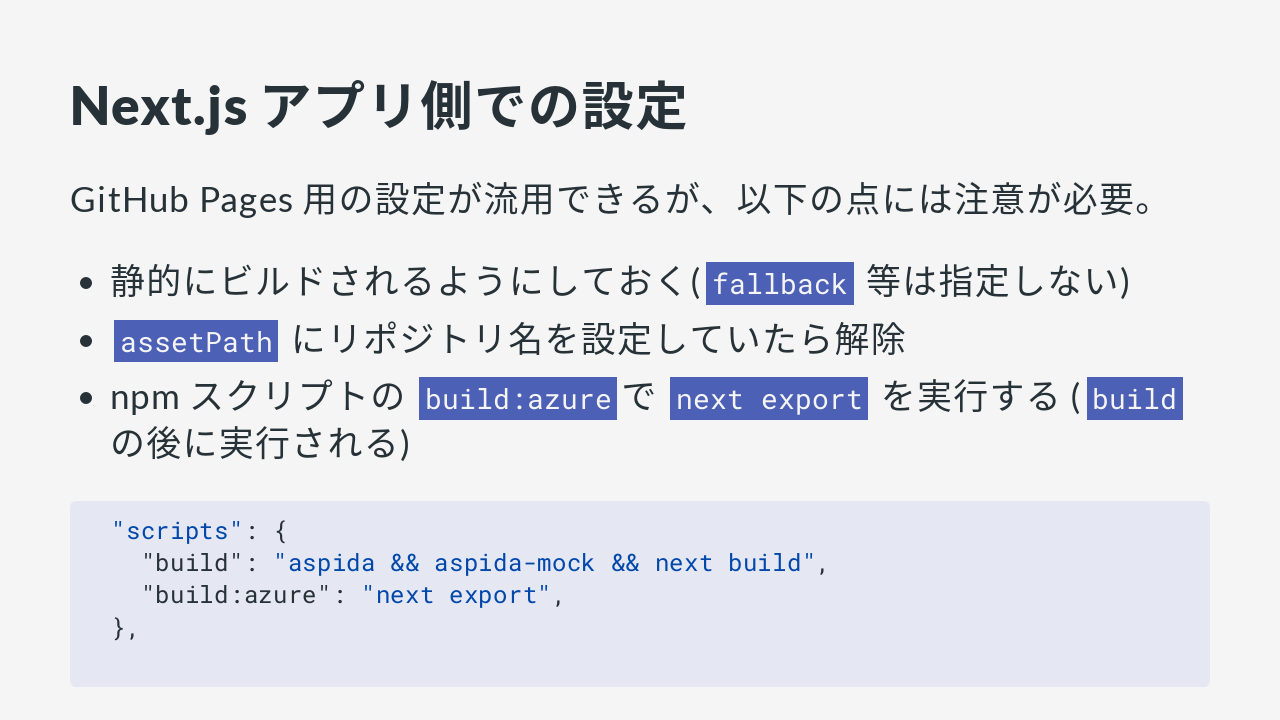 Next.js アプリ側での設定
GitHub Pages 用の設定が流用できるが、以下の点には注意が必要。
• 静的にビルドされるようにしておく(fallback 等は指定しない)
• assetPath にリポジトリ名を設定していたら解除
• npm スクリプトの build:azure で next export を実行する (build
の後に実行される)
"scripts": {
"build": "aspida && aspida-mock && next build",
"build:azure": "next export",
},